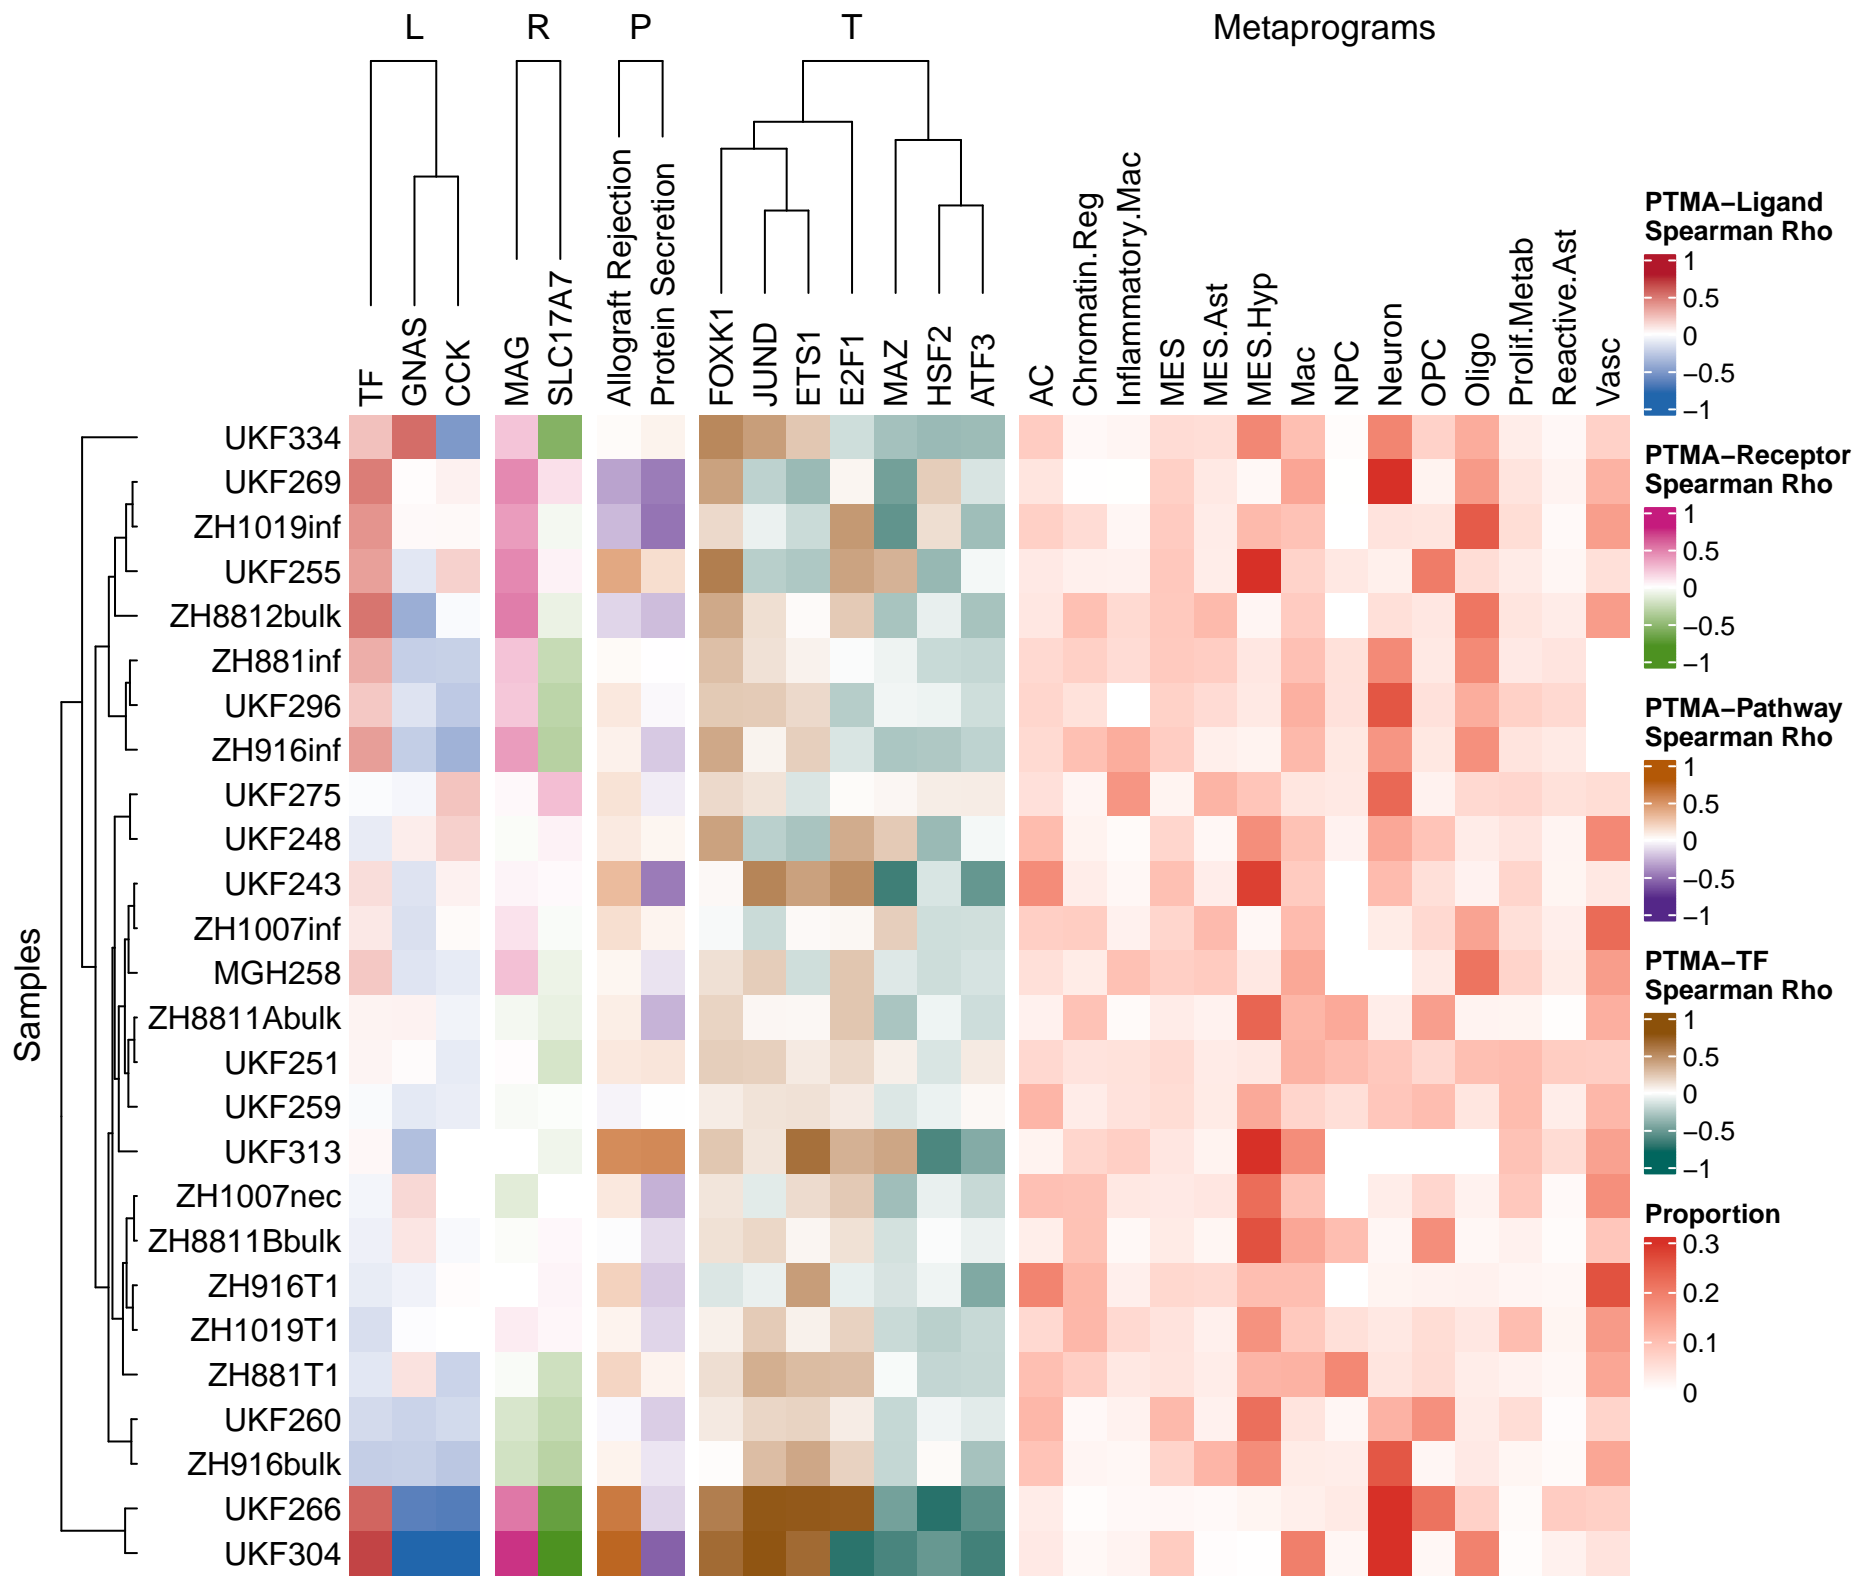 L R P T Metaprograms
TF GNAS CCK MAG SLC17A7 Allograft Rejection Protein Secretion FOXK1 JUND ETS1 E2F1 MAZ HSF2 ATF3 AC Chromatin.Reg Inflammatory.Mac MES MES.Ast MES.Hyp Mac NPC Neuron OPC Oligo Prolif.Metab Reactive.Ast Vasc
Samples
UKF334
UKF269
ZH1019inf
UKF255
ZH8812bulk
ZH881inf
UKF296
ZH916inf
UKF275
UKF248
UKF243
ZH1007inf
MGH258
ZH8811Abulk
UKF251
UKF259
UKF313
ZH1007nec
ZH8811Bbulk
ZH916T1
ZH1019T1
ZH881T1
UKF260
ZH916bulk
UKF266
UKF304
PTMA−Ligand
Spearman Rho
1
0.5
0
−0.5
−1
PTMA−Receptor
Spearman Rho
1
0.5
0
−0.5
−1
PTMA−Pathway
Spearman Rho
1
0.5
0
−0.5
−1
PTMA−TF
Spearman Rho
1
0.5
0
−0.5
−1
Proportion
0.3
0.2
0.1
0